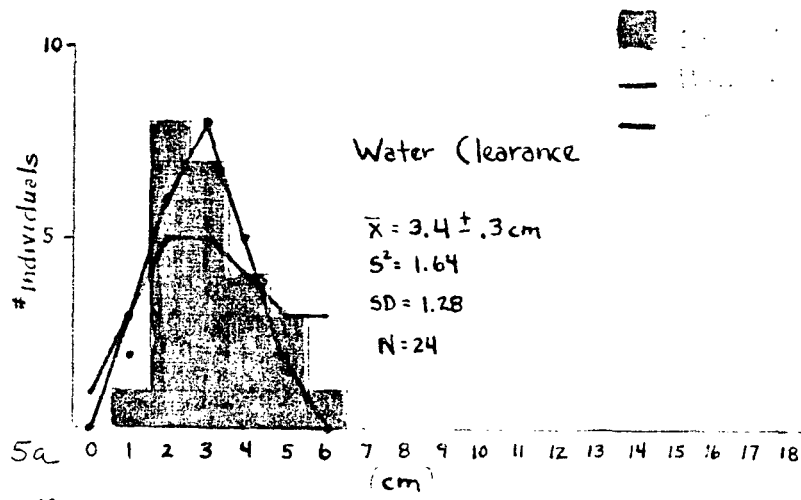 10
# Individuals
5
Water Clearance
x̄ = 3.4 ± .3 cm
S² = 1.64
SD = 1.28
N = 24
5a 0 1 2 3 4 5 6 7 8 9 10 11 12 13 14 15 16 17 18
(cm)